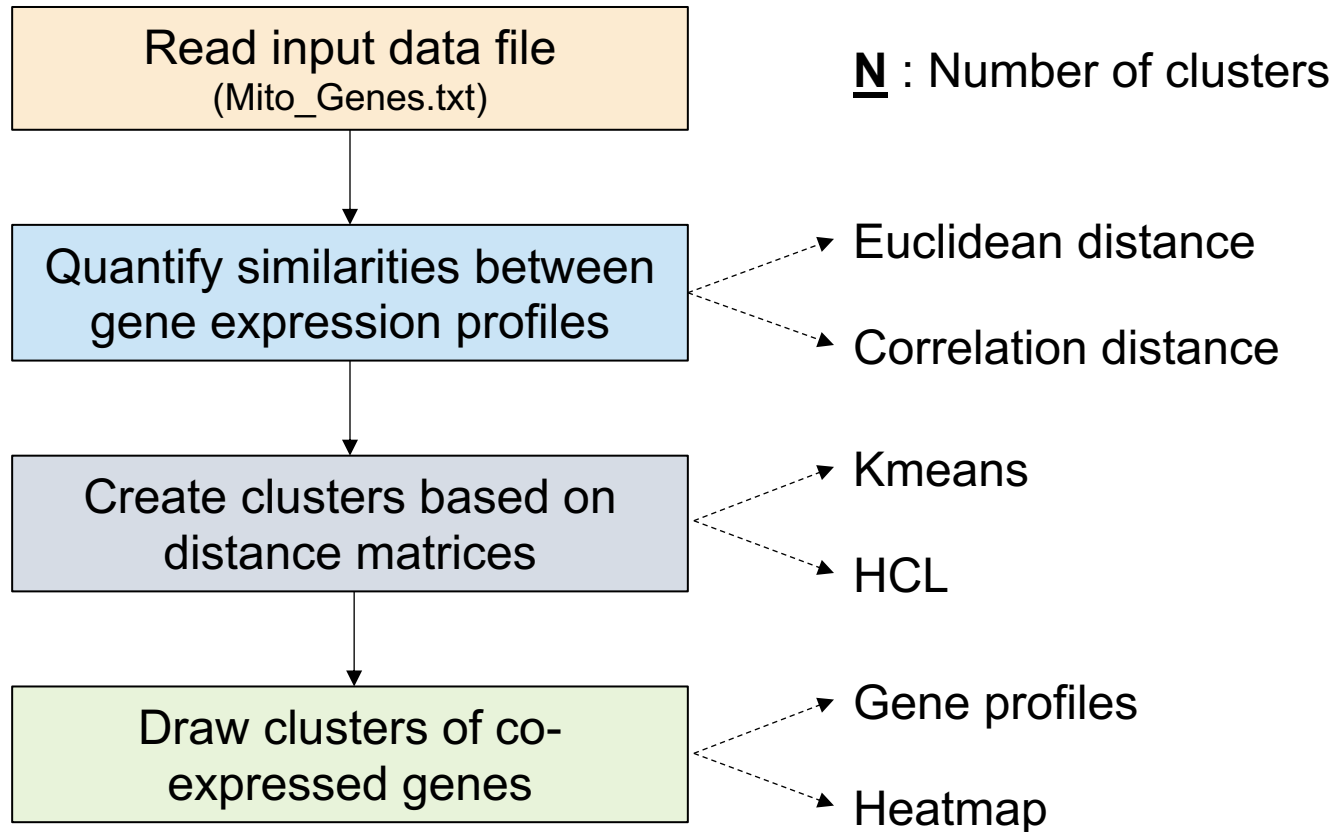 Read input data file
(Mito_Genes.txt)
N : Number of clusters
Quantify similarities between
gene expression profiles
Euclidean distance
Correlation distance
Create clusters based on
distance matrices
Kmeans
HCL
Draw clusters of co-
expressed genes
Gene profiles
Heatmap